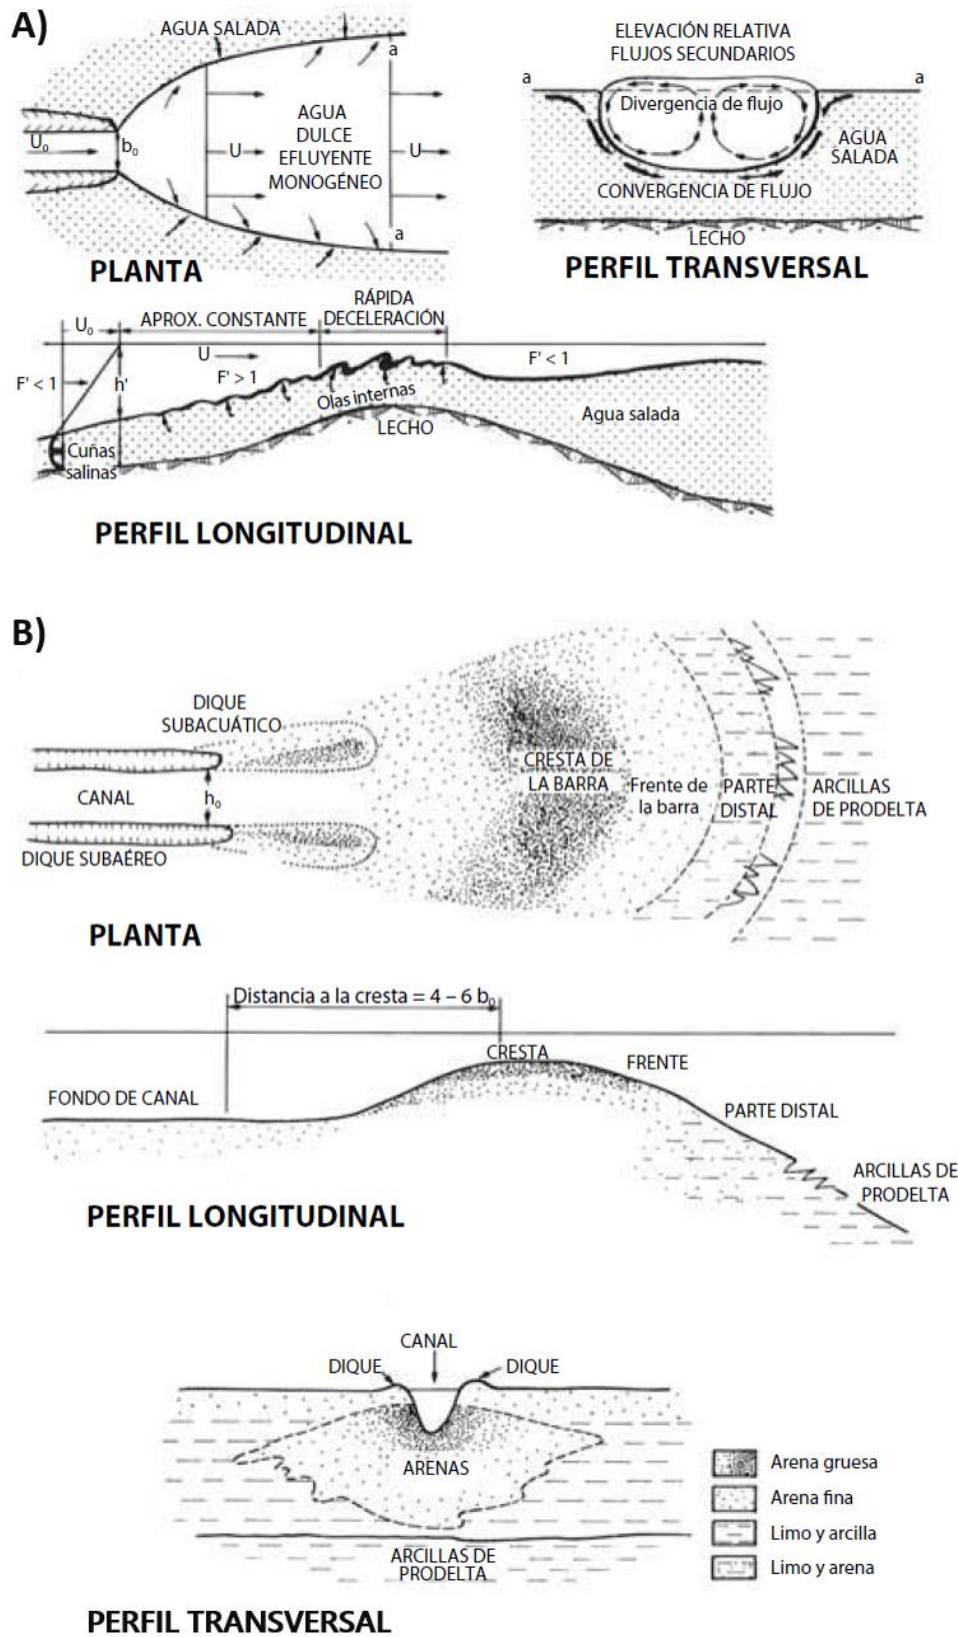 A)
AGUA SALADA
a
U₀
b₀
U
AGUA
DULCE
EFLUYENTE
MONOGÉNEO
U
a
PLANTA
ELEVACIÓN RELATIVA
FLUJOS SECUNDARIOS
a
a
Divergencia de flujo
AGUA
SALADA
CONVERGENCIA DE FLUJO
LECHO
PERFIL TRANSVERSAL
U₀
APROX. CONSTANTE
RÁPIDA
DECELERACIÓN
U
F' < 1
h'
F' > 1
F' < 1
Olas internas
LECHO
Agua salada
Cuñas
salinas
PERFIL LONGITUDINAL
B)
DIQUE
SUBACUÁTICO
CANAL
h₀
DIQUE SUBAÉREO
CRESTA DE
LA BARRA
Frente de
la barra
PARTE
DISTAL
ARCILLAS
DE PRODELTA
PLANTA
Distancia a la cresta = 4 – 6 b₀
CRESTA
FRENTE
FONDO DE CANAL
PARTE DISTAL
ARCILLAS DE
PRODELTA
PERFIL LONGITUDINAL
CANAL
DIQUE
DIQUE
ARENAS
ARCILLAS DE
PRODELTA
Arena gruesa
Arena fina
Limo y arcilla
Limo y arena
PERFIL TRANSVERSAL